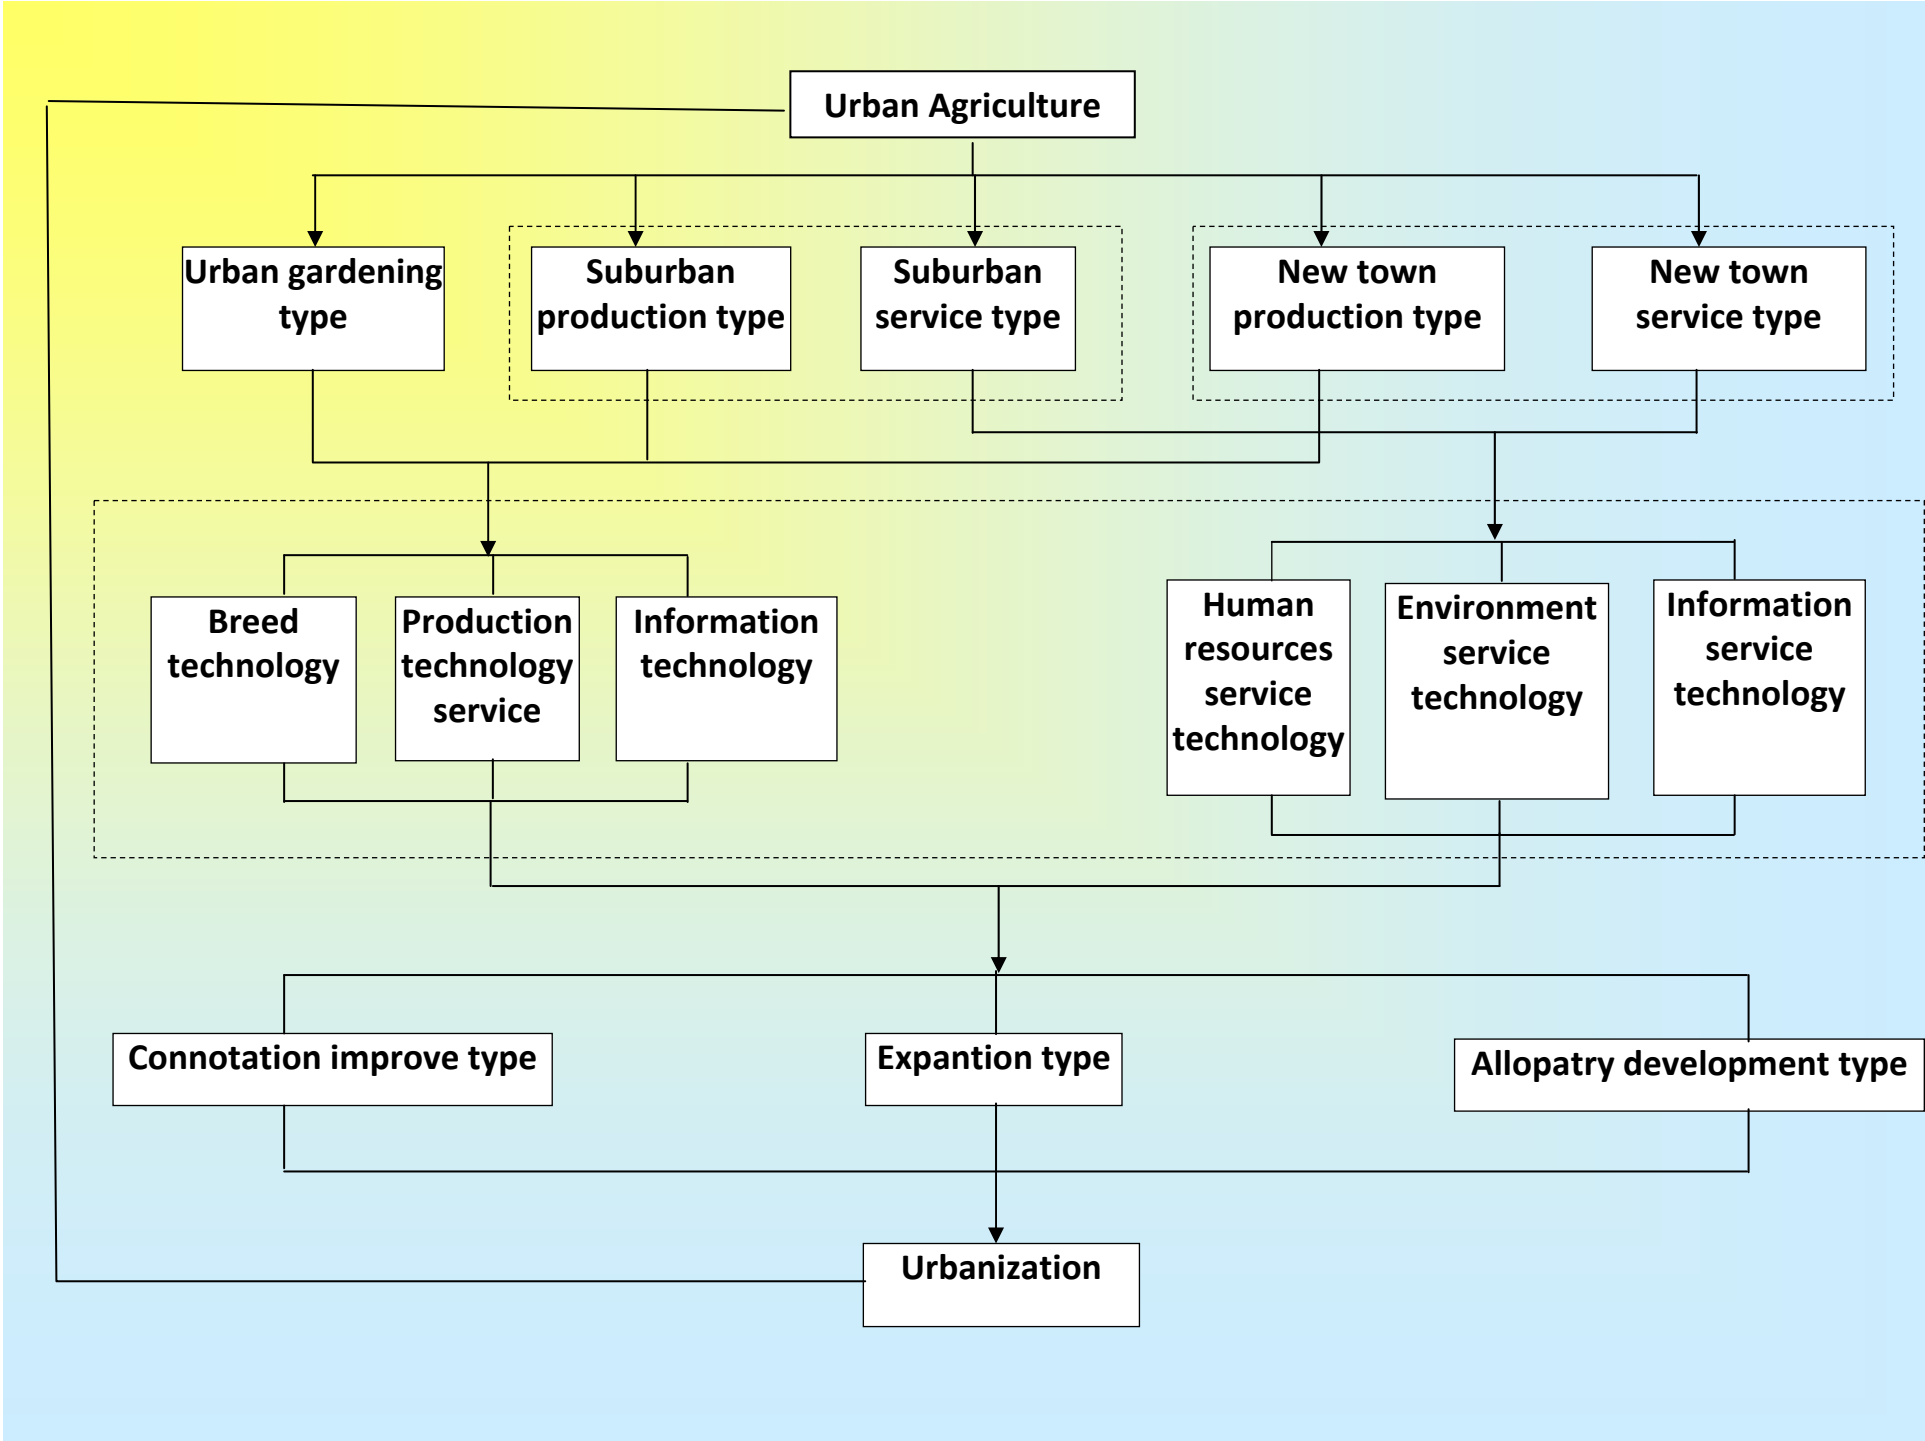 Urban Agriculture
Urban gardening
type
Suburban
production type
Suburban
service type
New town
production type
New town
service type
Breed
technology
Production
technology
service
Information
technology
Human
resources
service
technology
Environment
service
technology
Information
service
technology
Connotation improve type
Expantion type
Allopatry development type
Urbanization